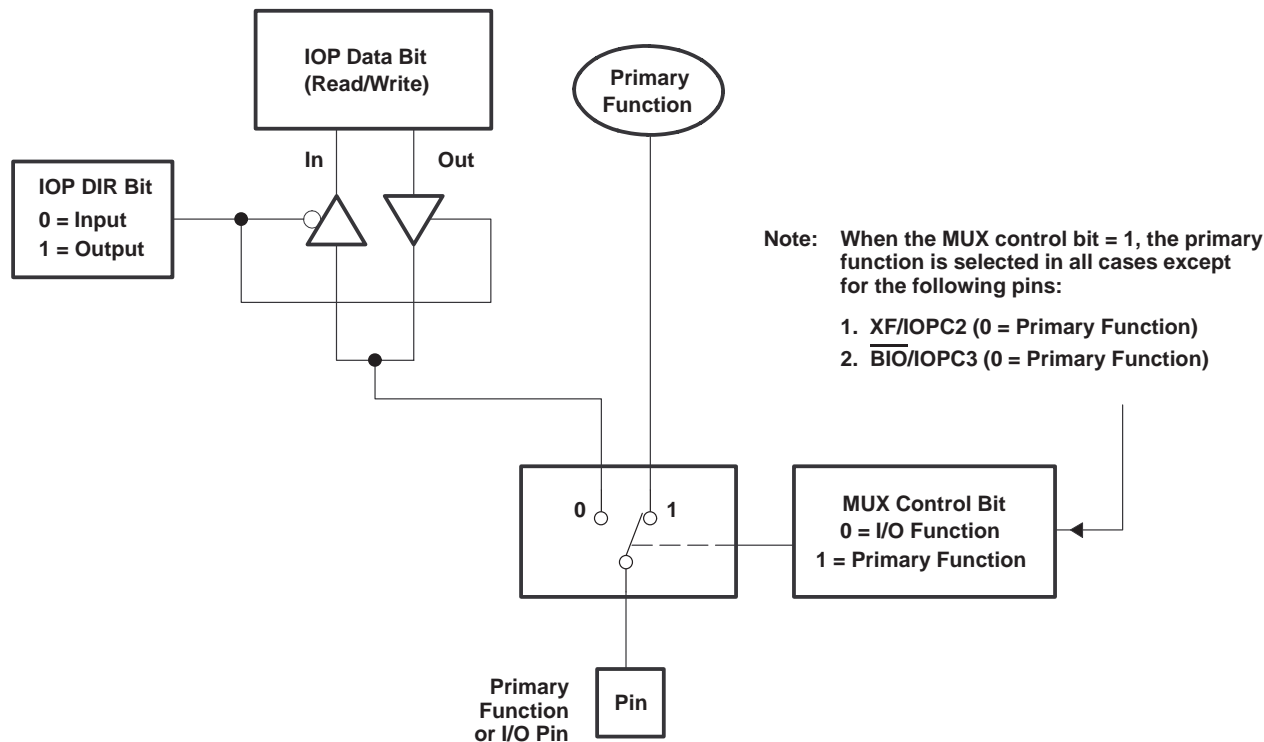 IOP Data Bit
(Read/Write)
Primary
Function
In
Out
IOP DIR Bit
0 = Input
1 = Output
Note: When the MUX control bit = 1, the primary
function is selected in all cases except
for the following pins:
1. XF/IOPC2 (0 = Primary Function)
2. B̅I̅O̅/IOPC3 (0 = Primary Function)
0
1
MUX Control Bit
0 = I/O Function
1 = Primary Function
Primary
Function
or I/O Pin
Pin